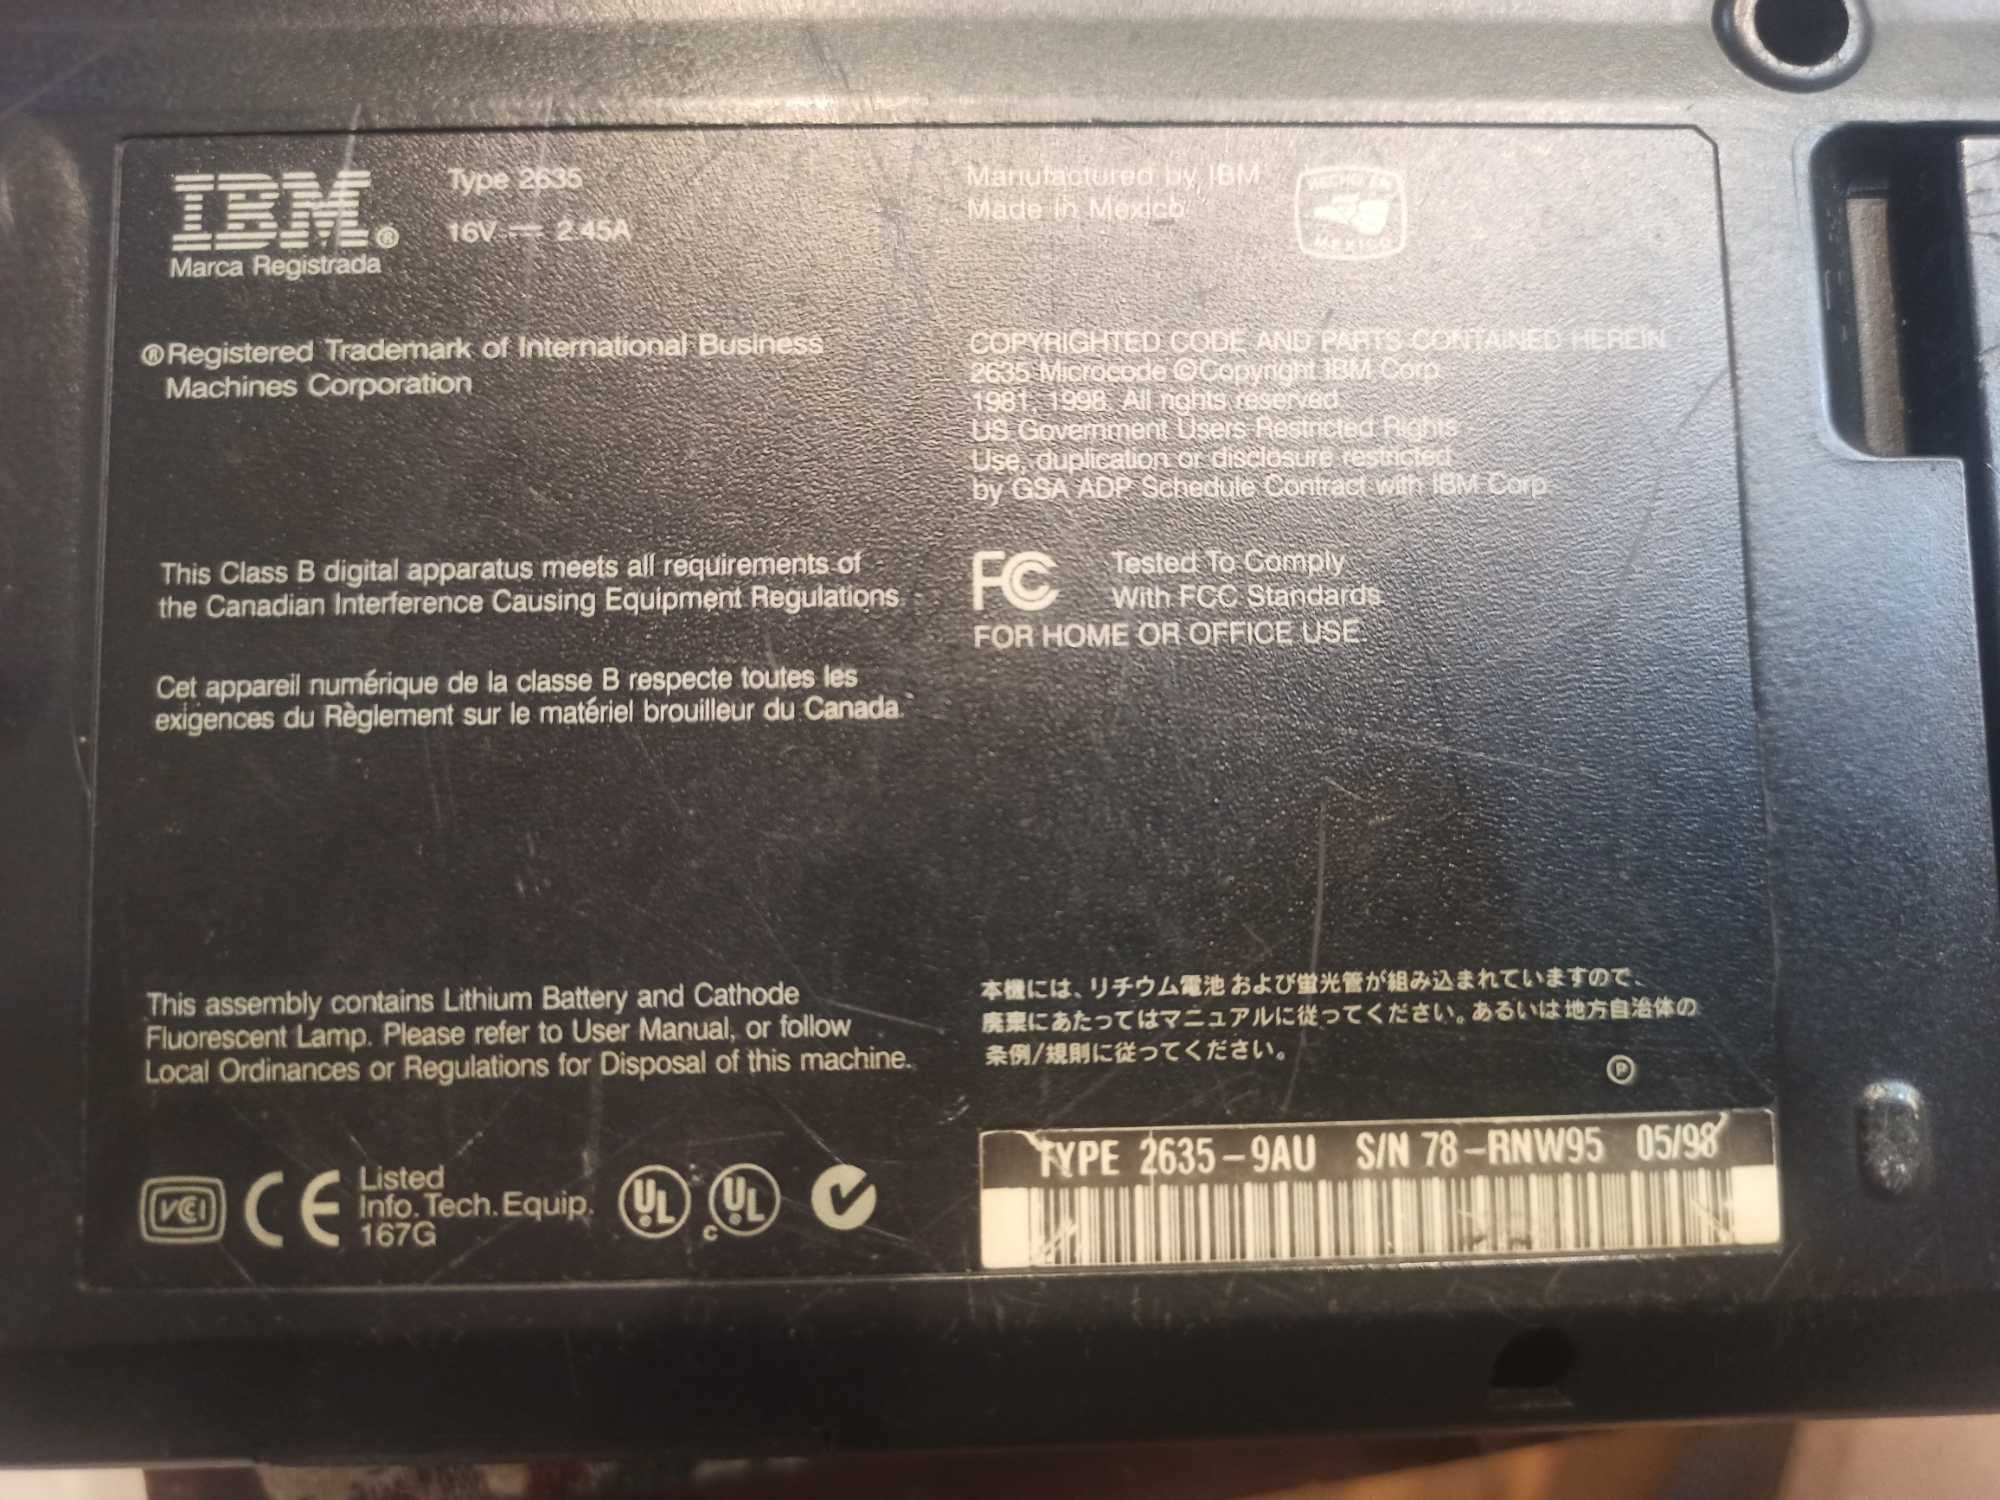 IBM®
Marca Registrada
Type 2635
16V ⎓ 2.45A
Manufactured by IBM
Made in Mexico
HECHO EN
MEXICO
®Registered Trademark of International Business
Machines Corporation
COPYRIGHTED CODE AND PARTS CONTAINED HEREIN
2635 Microcode ©Copyright IBM Corp
1981, 1998. All rights reserved
US Government Users Restricted Rights
Use, duplication or disclosure restricted
by GSA ADP Schedule Contract with IBM Corp
This Class B digital apparatus meets all requirements of
the Canadian Interference Causing Equipment Regulations.
Cet appareil numérique de la classe B respecte toutes les
exigences du Règlement sur le matériel brouilleur du Canada.
FC
Tested To Comply
With FCC Standards
FOR HOME OR OFFICE USE.
This assembly contains Lithium Battery and Cathode
Fluorescent Lamp. Please refer to User Manual, or follow
Local Ordinances or Regulations for Disposal of this machine.
本機には、リチウム電池および蛍光管が組み込まれていますので、
廃棄にあたってはマニュアルに従ってください。あるいは地方自治体の
条例/規則に従ってください。
Ⓟ
VCI
CE
Listed
Info. Tech. Equip.
167G
UL
c UL
TYPE 2635-9AU S/N 78-RNW95 05/98